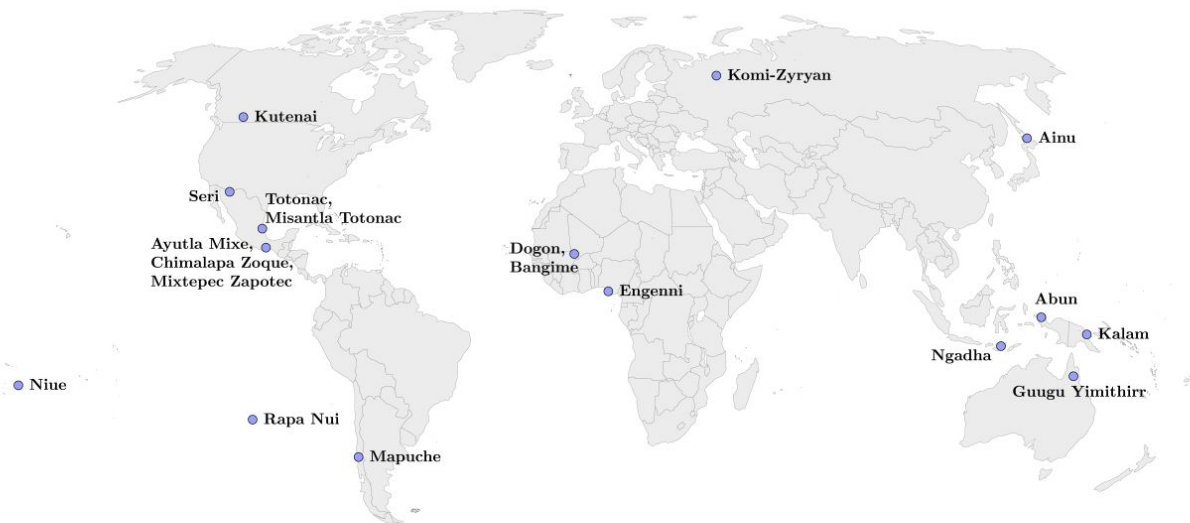 Komi-Zyryan
Kutenai
Ainu
Seri
Totonac,
Misantla Totonac
Ayutla Mixe,
Chimalapa Zoque,
Mixtepec Zapotec
Dogon,
Bangime
Engenni
Abun
Kalam
Ngadha
Guugu Yimithirr
Niue
Rapa Nui
Mapuche